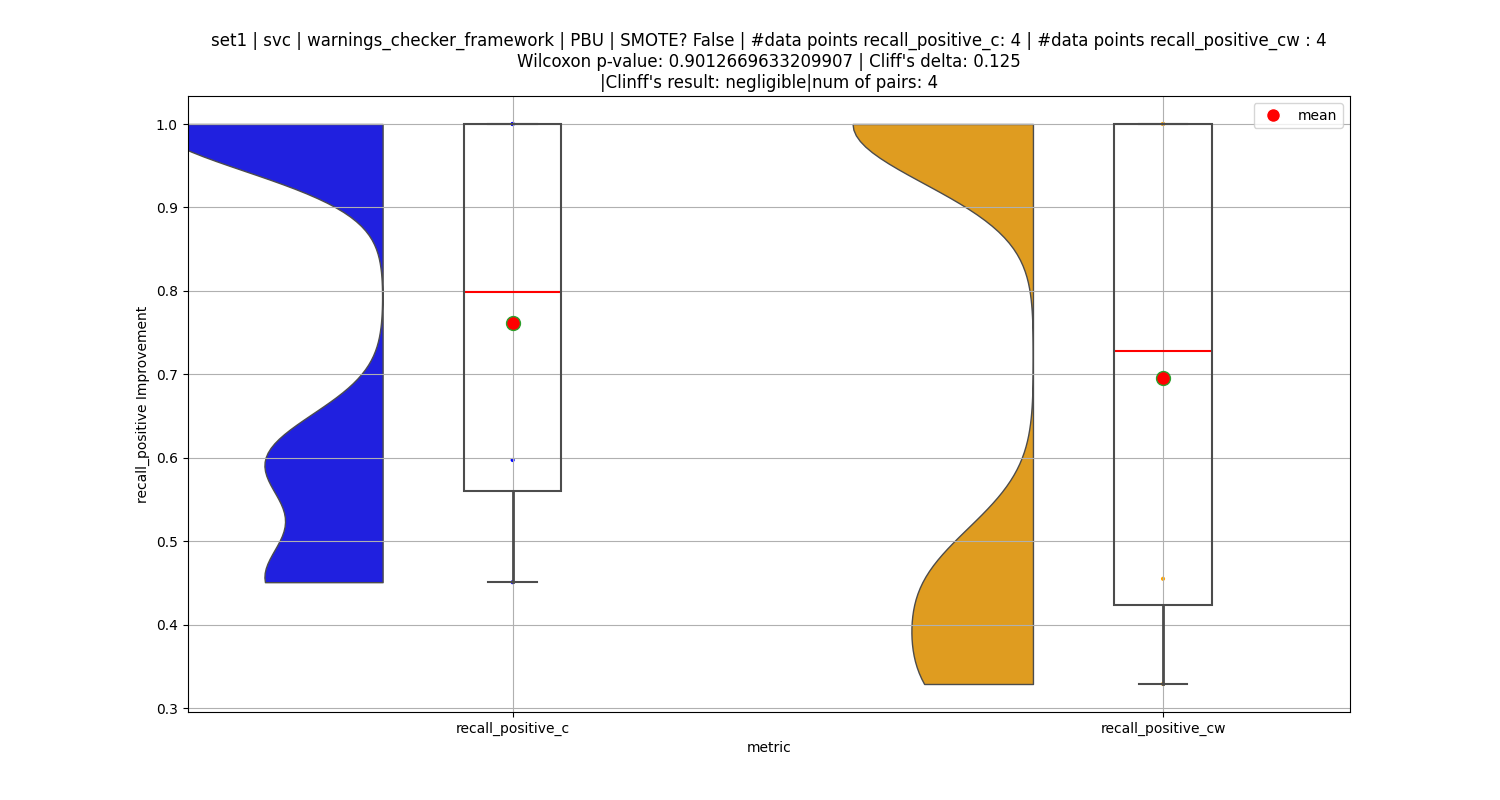 set1 | svc | warnings_checker_framework | PBU | SMOTE? False | #data points recall_positive_c: 4 | #data points recall_positive_cw : 4
Wilcoxon p-value: 0.9012669633209907 | Cliff's delta: 0.125
|Clinff's result: negligible|num of pairs: 4
mean
1.0
0.9
0.8
0.7
0.6
0.5
0.4
0.3
recall_positive Improvement
recall_positive_c
recall_positive_cw
metric